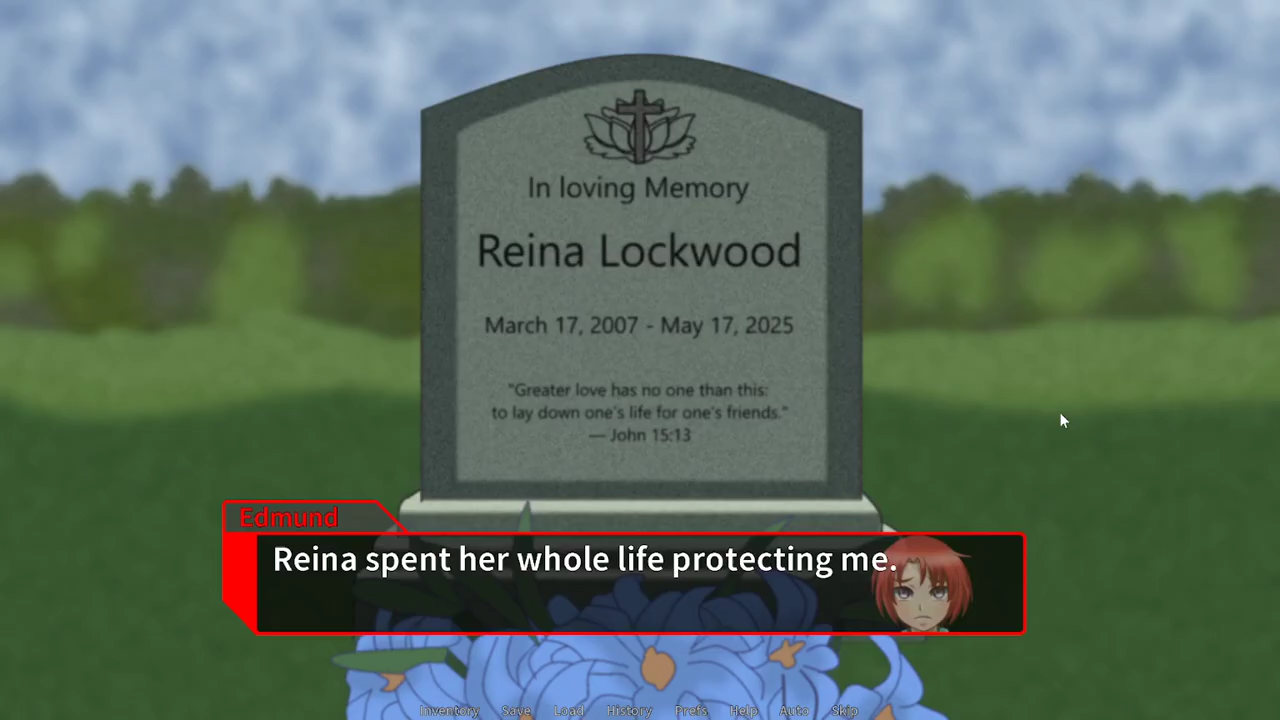 In loving Memory
Reina Lockwood
March 17, 2007 - May 17, 2025
"Greater love has no one than this:
to lay down one's life for one's friends."
— John 15:13
Edmund
Reina spent her whole life protecting me.
Inventory Save Load History Prefs Help Auto Skip